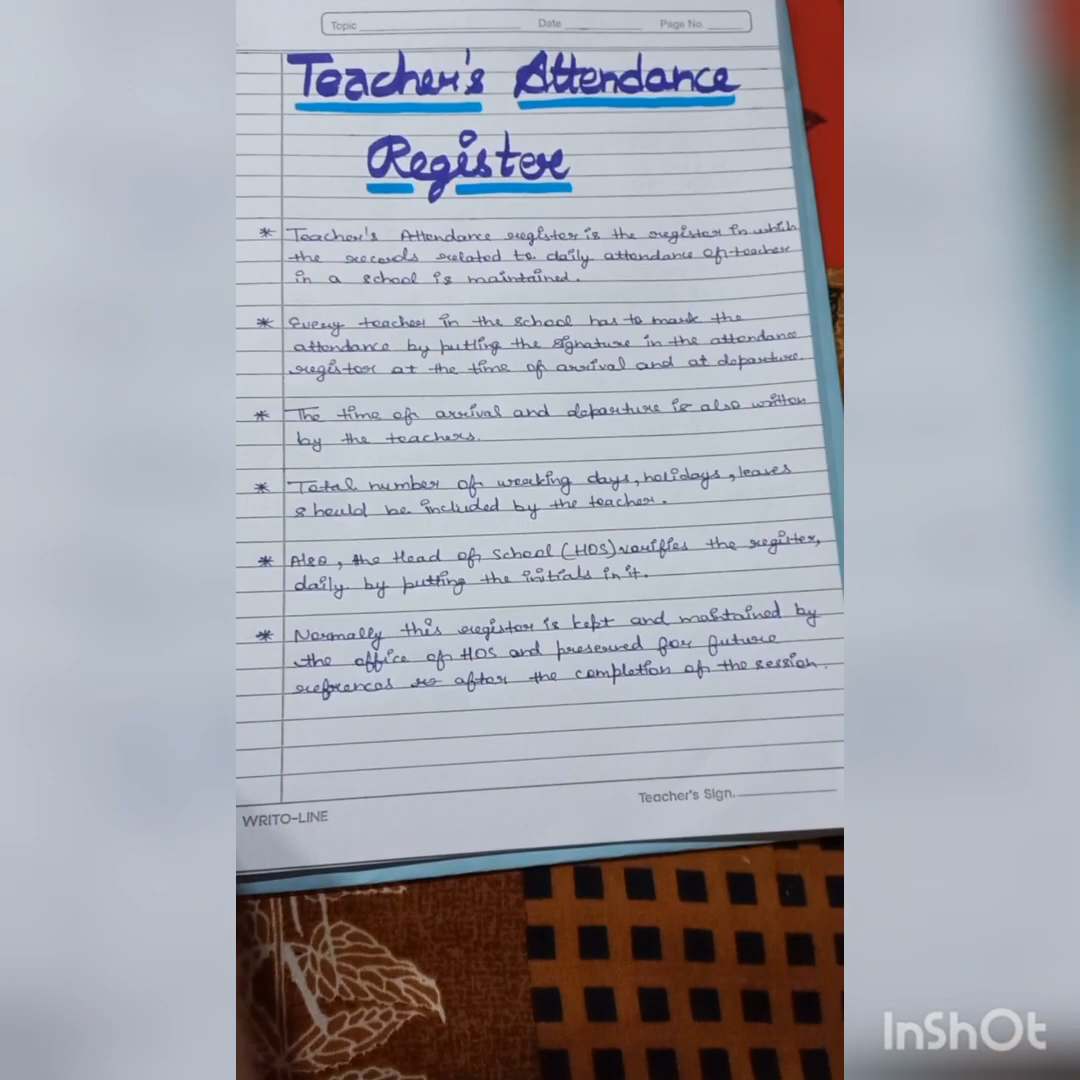 Topic Date Page No.
Teacher's Attendance
Register
* Teacher's Attendance register is the register in which
the records related to daily attendance of teacher
in a school is maintained.
* Every teacher in the school has to mark the
attendance by putting the signature in the attendance
register at the time of arrival and at departure.
* The time of arrival and departure is also written
by the teachers.
* Total number of working days, holidays, leaves
should be included by the teacher.
* Also, the Head of School (HOS) varifies the register,
daily by putting the initials in it.
* Normally this register is kept and maintained by
the office of HOS and preserved for future
refrences after the completion of the session.
Teacher's Sign.
WRITO-LINE
InShOt